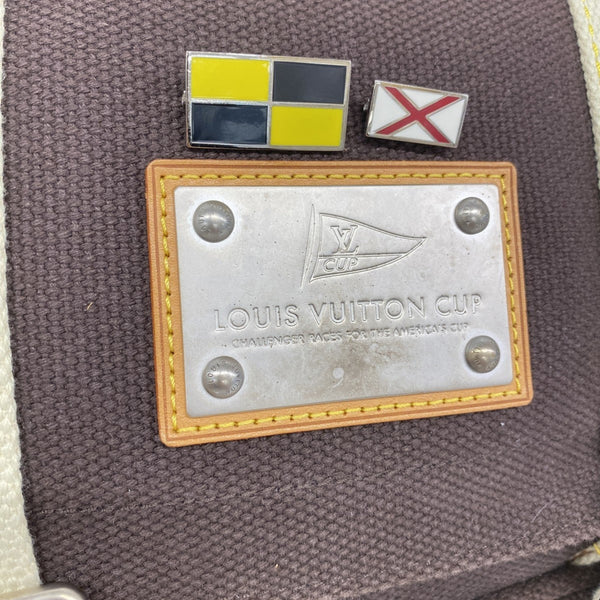 LV
CUP
LOUIS VUITTON CUP
CHALLENGER RACES FOR THE AMERICA'S CUP